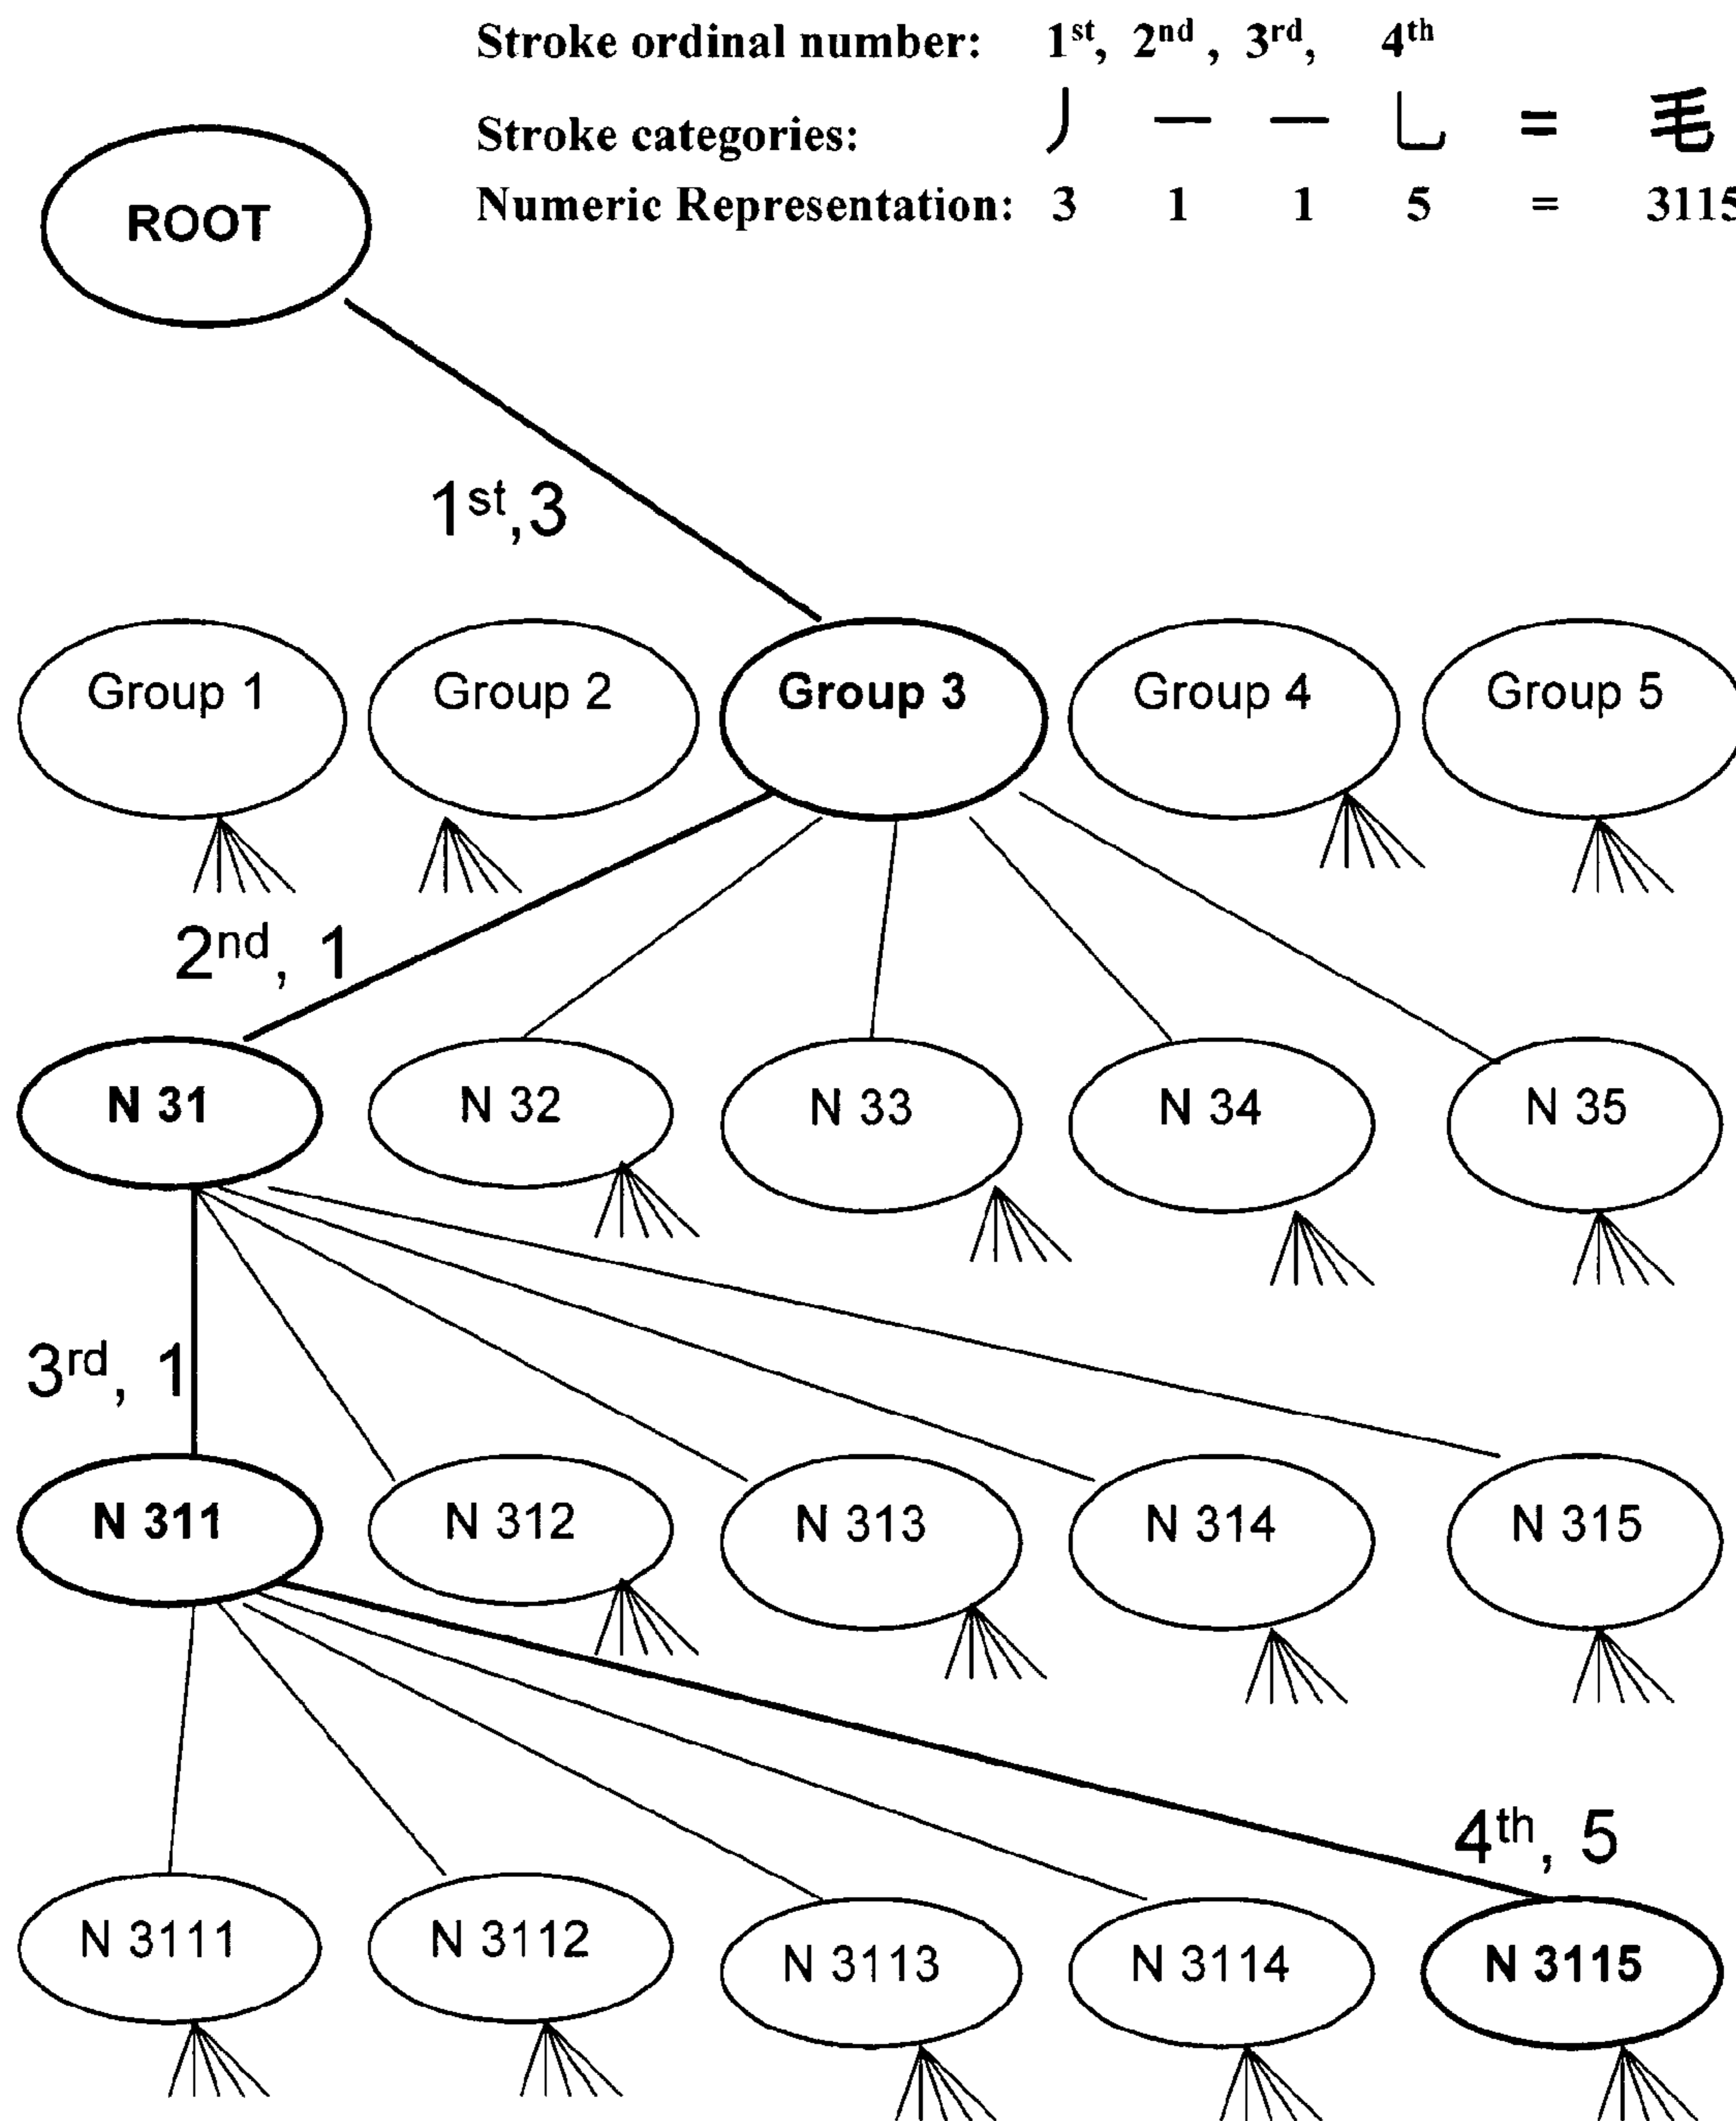 Stroke ordinal number: 1st, 2nd , 3rd, 4th
Stroke categories: 丿 一 一 乚 = 毛
Numeric Representation: 3 1 1 5 = 3115
ROOT
1st,3
Group 1 Group 2 Group 3 Group 4 Group 5
2nd, 1
N 31 N 32 N 33 N 34 N 35
3rd, 1
N 311 N 312 N 313 N 314 N 315
4th, 5
N 3111 N 3112 N 3113 N 3114 N 3115